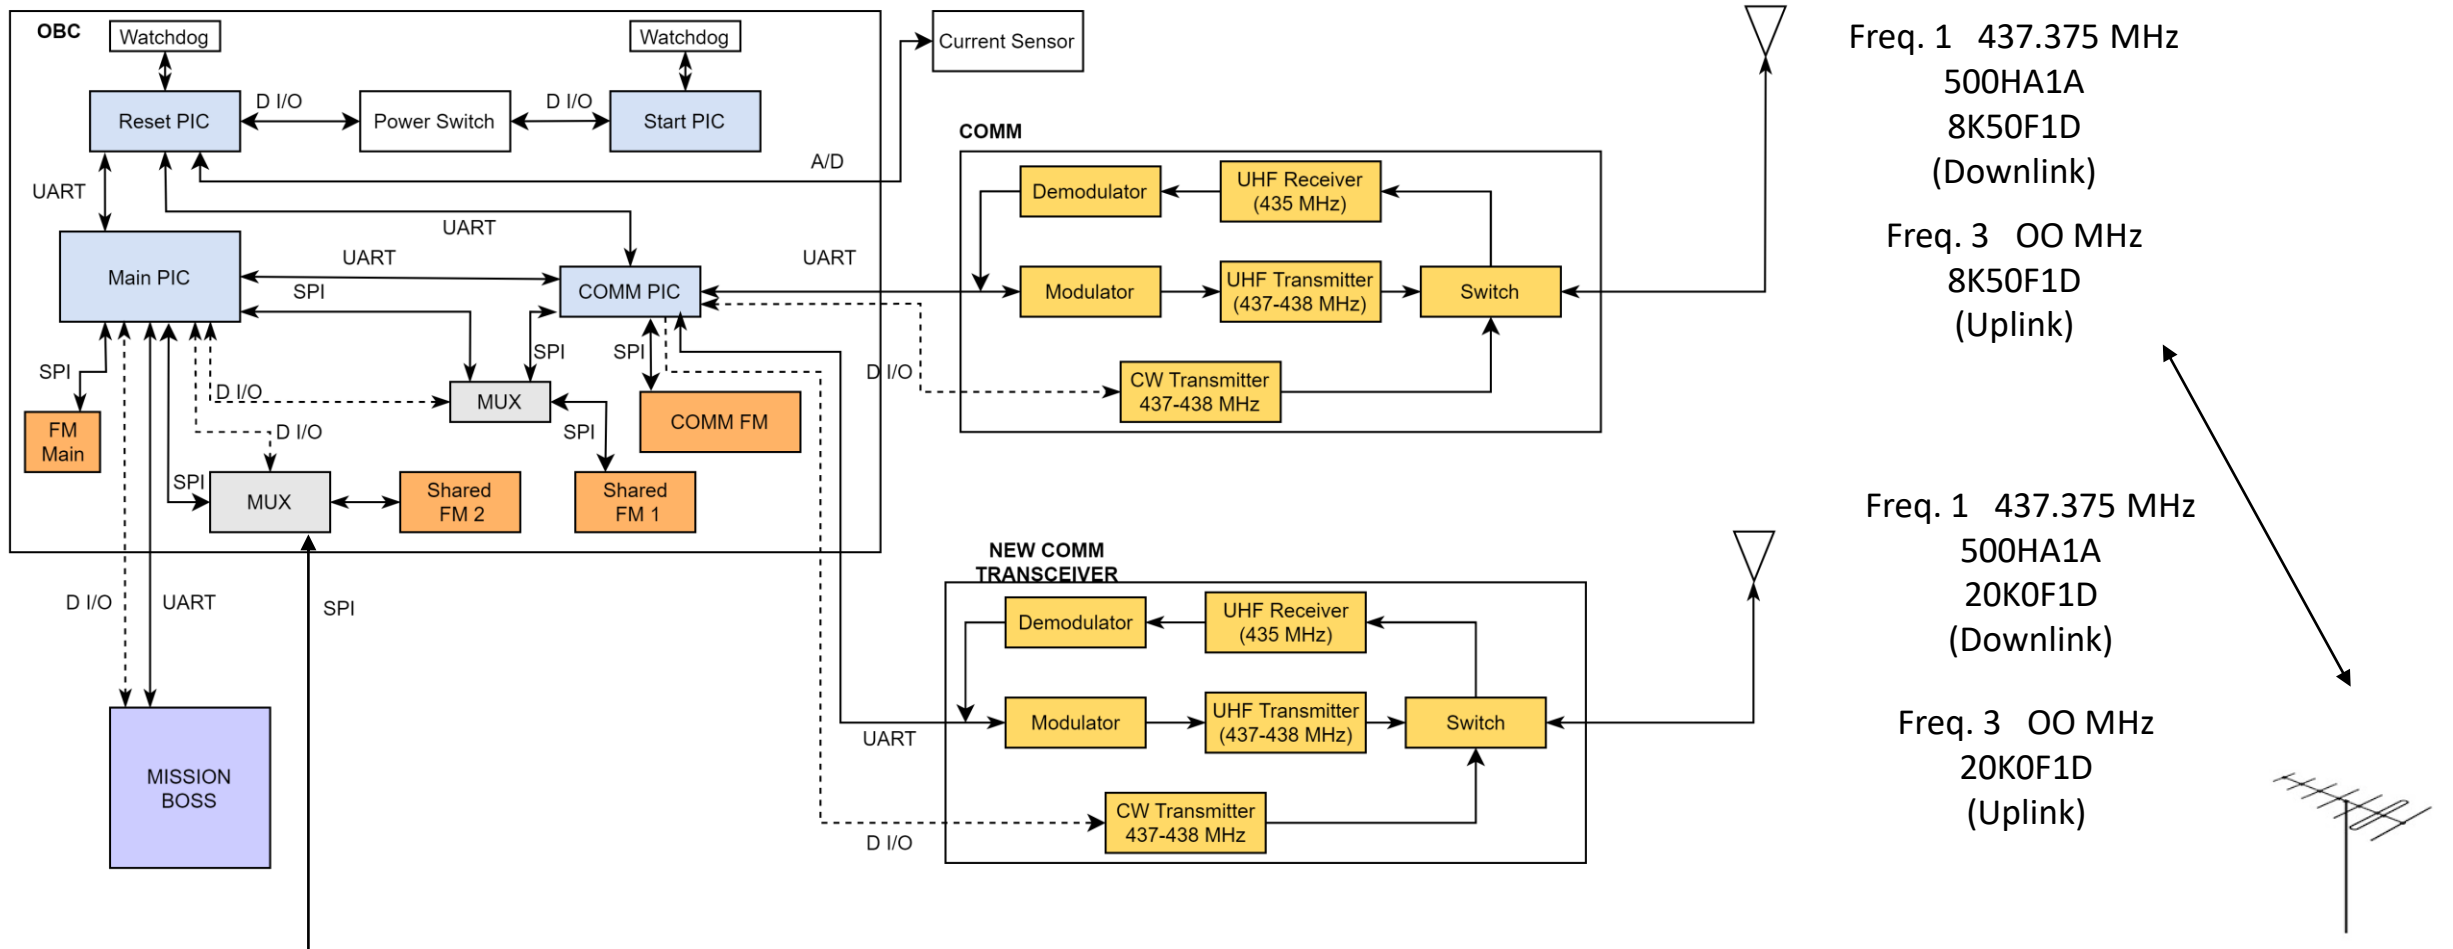 OBC
Watchdog
Watchdog
Current Sensor
Reset PIC
D I/O
Power Switch
D I/O
Start PIC
A/D
UART
UART
Main PIC
UART
SPI
COMM PIC
UART
SPI
SPI
SPI
D I/O
D I/O
D I/O
MUX
COMM FM
FM
Main
SPI
SPI
MUX
Shared
FM 2
Shared
FM 1
D I/O
UART
SPI
MISSION
BOSS
COMM
Demodulator
UHF Receiver
(435 MHz)
Modulator
UHF Transmitter
(437-438 MHz)
Switch
CW Transmitter
437-438 MHz
NEW COMM
TRANSCEIVER
Demodulator
UHF Receiver
(435 MHz)
Modulator
UHF Transmitter
(437-438 MHz)
Switch
UART
CW Transmitter
437-438 MHz
D I/O
Freq. 1 437.375 MHz
500HA1A
8K50F1D
(Downlink)
Freq. 3 OO MHz
8K50F1D
(Uplink)
Freq. 1 437.375 MHz
500HA1A
20K0F1D
(Downlink)
Freq. 3 OO MHz
20K0F1D
(Uplink)